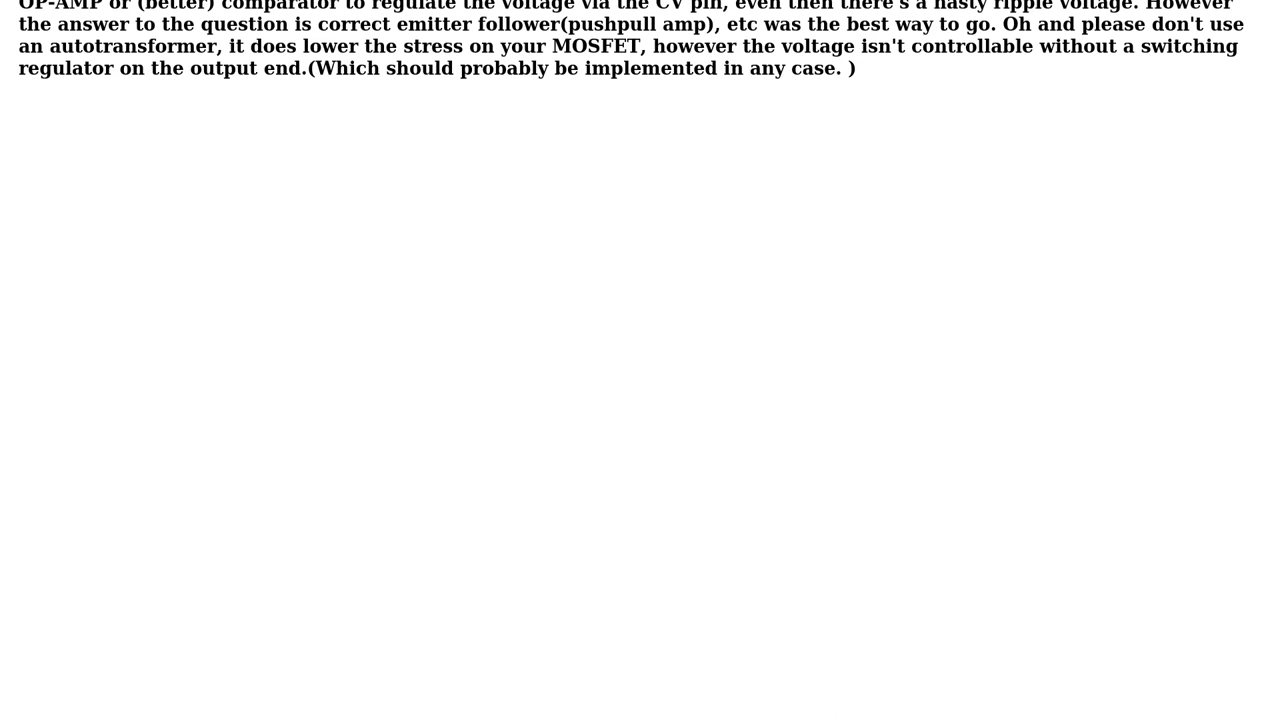 OP-AMP or (better) comparator to regulate the voltage via the CV pin, even then there's a nasty ripple voltage. However
the answer to the question is correct emitter follower(pushpull amp), etc was the best way to go. Oh and please don't use
an autotransformer, it does lower the stress on your MOSFET, however the voltage isn't controllable without a switching
regulator on the output end.(Which should probably be implemented in any case. )